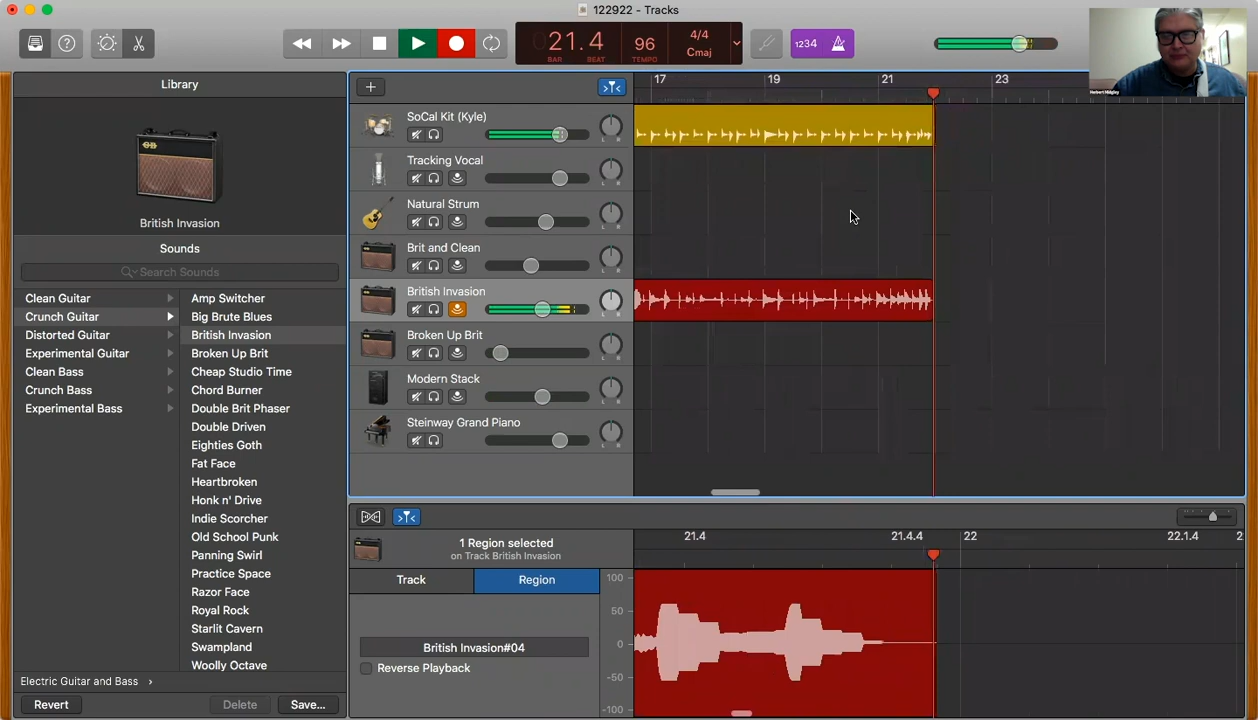 122922 - Tracks
21.4
96
4/4
Cmaj
BAR
BEAT
TEMPO
1234
Norbert Midgley
Library
British Invasion
Sounds
Search Sounds
Clean Guitar
Crunch Guitar
Distorted Guitar
Experimental Guitar
Clean Bass
Crunch Bass
Experimental Bass
Amp Switcher
Big Brute Blues
British Invasion
Broken Up Brit
Cheap Studio Time
Chord Burner
Double Brit Phaser
Double Driven
Eighties Goth
Fat Face
Heartbroken
Honk n' Drive
Indie Scorcher
Old School Punk
Panning Swirl
Practice Space
Razor Face
Royal Rock
Starlit Cavern
Swampland
Woolly Octave
Electric Guitar and Bass
Revert
Delete
Save...
17
19
21
23
SoCal Kit (Kyle)
L R
Tracking Vocal
L R
Natural Strum
L R
Brit and Clean
L R
British Invasion
L R
Broken Up Brit
L R
Modern Stack
L R
Steinway Grand Piano
L R
21.4
21.4.4
22
22.1.4
2
1 Region selected
on Track British Invasion
Track
Region
British Invasion#04
Reverse Playback
100
50
0
-50
-100